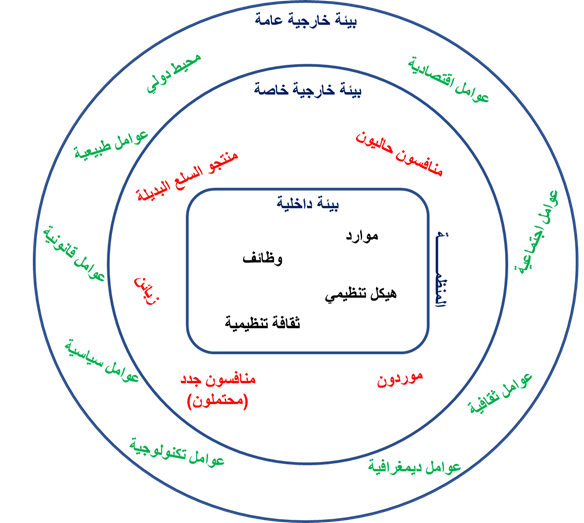 بيئة خارجية عامة
عوامل اقتصادية
محيط دولي
بيئة خارجية خاصة
عوامل طبيعية
منافسون حاليون
منتجو السلع البديلة
عوامل اجتماعية
بيئة داخلية
موارد
وظائف
هيكل تنظيمي
ثقافة تنظيمية
المنظمـــــة
عوامل قانونية
زبائن
عوامل سياسية
موردون
منافسون جدد
(محتملون)
عوامل ثقافية
عوامل تكنولوجية
عوامل ديمغرافية